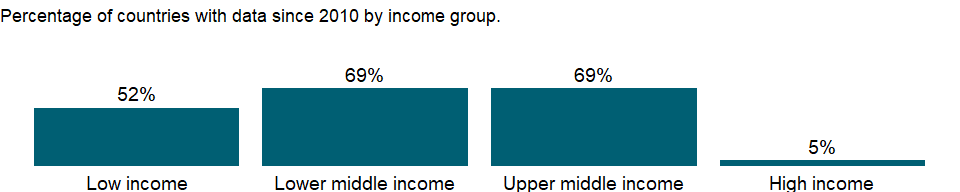 Percentage of countries with data since 2010 by income group.
69%
69%
52%
5%
Low income
Lower middle income
Upper middle income
High income